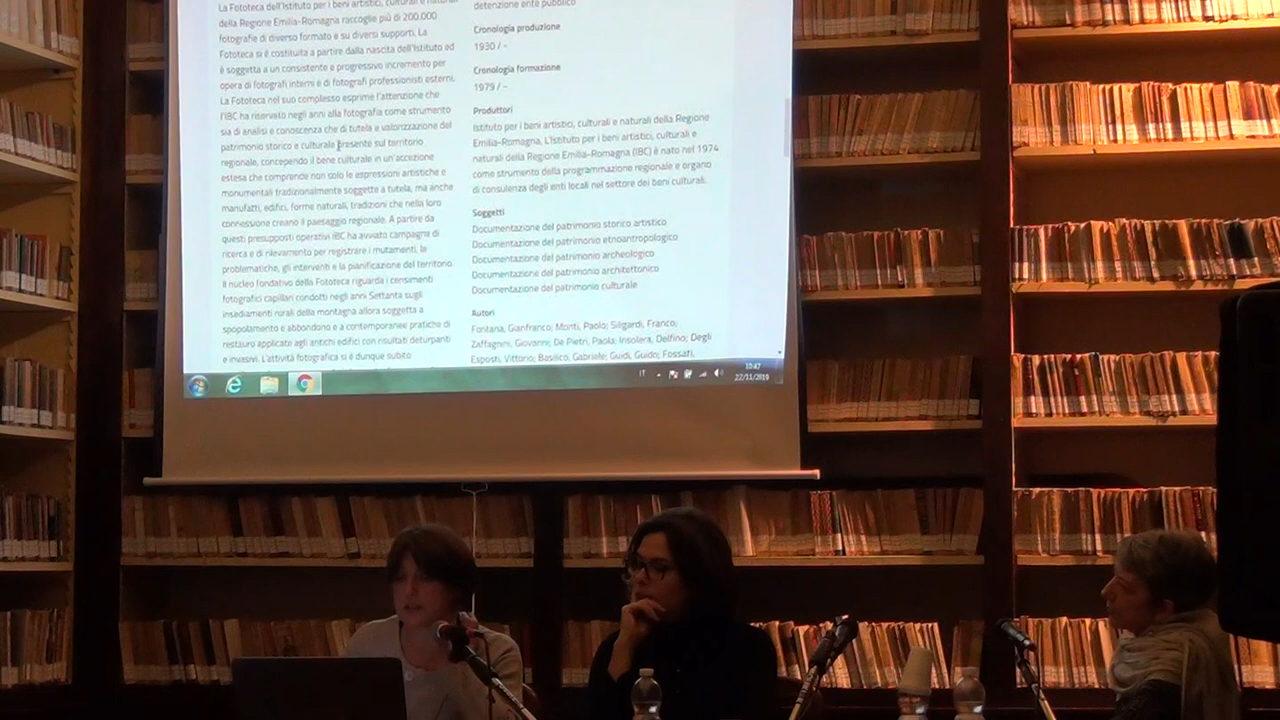 La Fototeca dell'Istituto per i beni artistici, culturali e naturali
della Regione Emilia-Romagna raccoglie più di 200.000
fotografie di diverso formato e su diversi supporti. La
Fototeca si è costituita a partire dalla nascita dell'Istituto ed
è soggetta a un consistente e progressivo incremento per
opera di fotografi interni e di fotografi professionisti esterni.
La Fototeca nel suo complesso esprime l'attenzione che
l'IBC ha riservato negli anni alla fotografia come strumento
sia di analisi e conoscenza che di tutela e valorizzazione del
patrimonio storico e culturale presente sul territorio
regionale, concependo il bene culturale in un'accezione
estesa che comprende non solo le espressioni artistiche e
monumentali tradizionalmente soggette a tutela, ma anche
manufatti, edifici, forme naturali, tradizioni che nella loro
connessione creano il paesaggio regionale. A partire da
questi presupposti operativi IBC ha avviato campagne di
ricerca e di rilevamento per registrare i mutamenti, le
problematiche, gli interventi e la pianificazione del territorio.
Il nucleo fondativo della Fototeca riguarda i censimenti
fotografici capillari condotti negli anni Settanta sugli
insediamenti rurali della montagna allora soggetta a
spopolamento e abbandono e a contemporanee pratiche di
restauro applicate agli antichi edifici con risultati deturpanti
e invasivi. L'attività fotografica si è dunque subito
detenzione ente pubblico
Cronologia produzione
1930 / -
Cronologia formazione
1979 / -
Produttori
Istituto per i beni artistici, culturali e naturali della Regione
Emilia-Romagna, L'Istituto per i beni artistici, culturali e
naturali della Regione Emilia-Romagna (IBC) è nato nel 1974
come strumento della programmazione regionale e organo
di consulenza degli enti locali nel settore dei beni culturali.
Soggetti
Documentazione del patrimonio storico artistico
Documentazione del patrimonio etnoantropologico
Documentazione del patrimonio archeologico
Documentazione del patrimonio architettonico
Documentazione del patrimonio culturale
Autori
Fontana, Gianfranco; Monti, Paolo; Siligardi, Franco;
Zaffagnini, Giovanni; De Pietri, Paola; Insolera, Delfino; Degli
Esposti, Vittorio; Basilico, Gabriele; Guidi, Guido; Fossati,
IT
10:47
22/11/2019